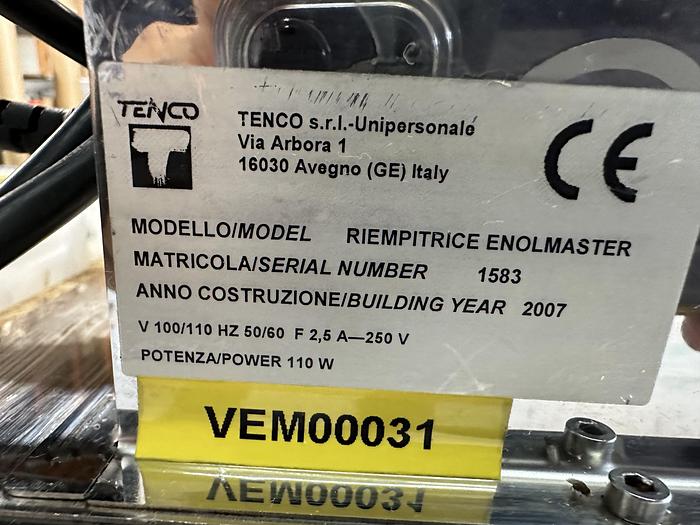 TENCO
T
TENCO s.r.l.-Unipersonale
Via Arbora 1
16030 Avegno (GE) Italy
CE
MODELLO/MODEL RIEMPITRICE ENOLMASTER
MATRICOLA/SERIAL NUMBER 1583
ANNO COSTRUZIONE/BUILDING YEAR 2007
V 100/110 HZ 50/60 F 2,5 A—250 V
POTENZA/POWER 110 W
VEM00031